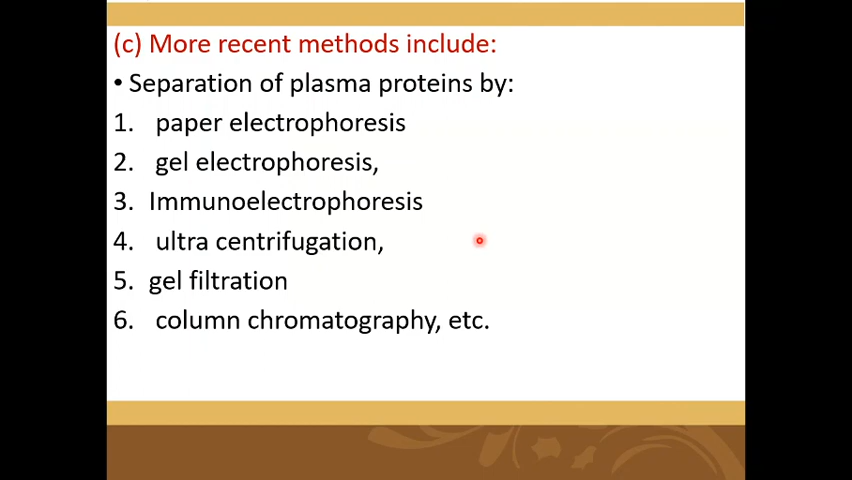 (c) More recent methods include:
• Separation of plasma proteins by:
1. paper electrophoresis
2. gel electrophoresis,
3. Immunoelectrophoresis
4. ultra centrifugation,
5. gel filtration
6. column chromatography, etc.